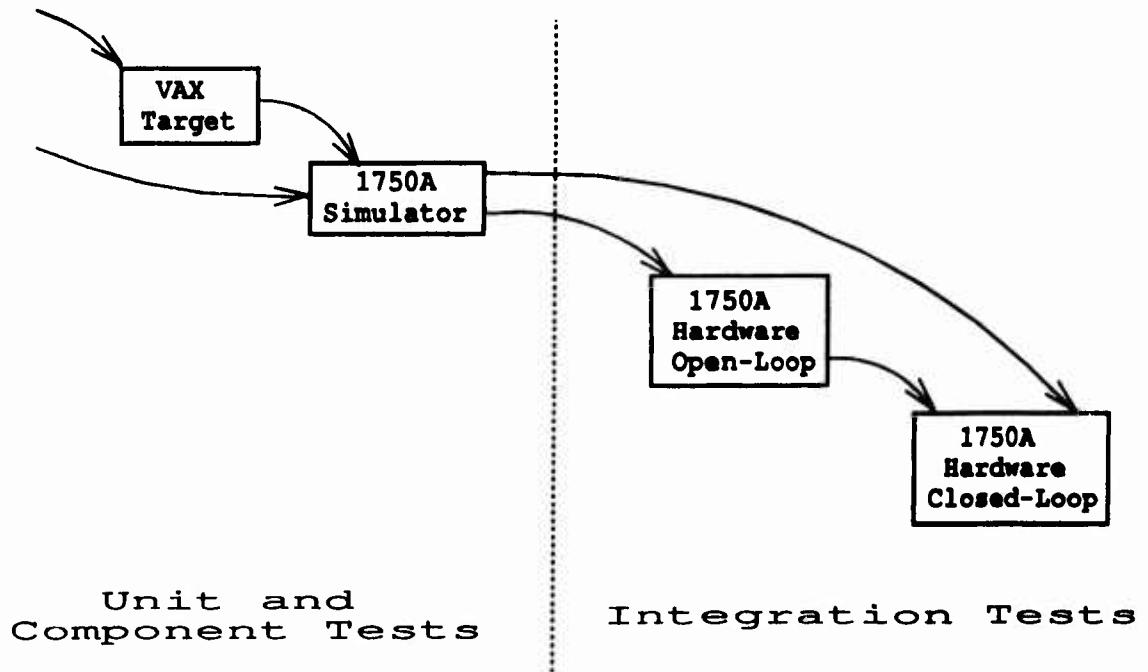 VAX
Target
1750A
Simulator
1750A
Hardware
Open-Loop
1750A
Hardware
Closed-Loop
Unit and
Component Tests
Integration Tests